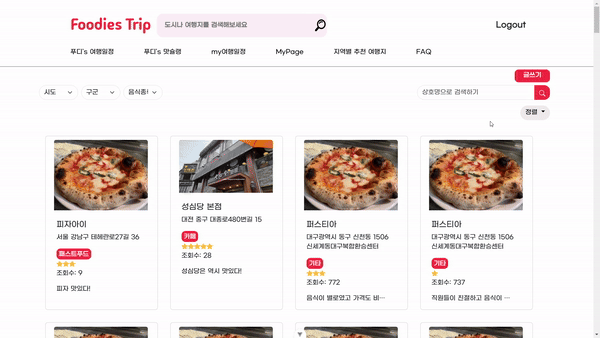 Foodies Trip
도시나 여행지를 검색해보세요
Logout
푸디's 여행일정
푸디's 맛슐랭
my여행일정
MyPage
지역별 추천 여행지
FAQ
글쓰기
시도
구군
음식종류
상호명으로 검색하기
정렬
피자아이
서울 강남구 테헤란로27길 36
패스트푸드
조회수: 9
피자 맛있다!
성심당 본점
대전 중구 대종로480번길 15
카페
조회수: 28
성심당은 역시 맛있다!
퍼스티아
대구광역시 동구 신천동 1506
신세계동대구복합환승센터
기타
조회수: 772
음식이 별로였고 가격도 비…
퍼스티아
대구광역시 동구 신천동 1506
신세계동대구복합환승센터
기타
조회수: 737
직원들이 친절하고 음식이 …